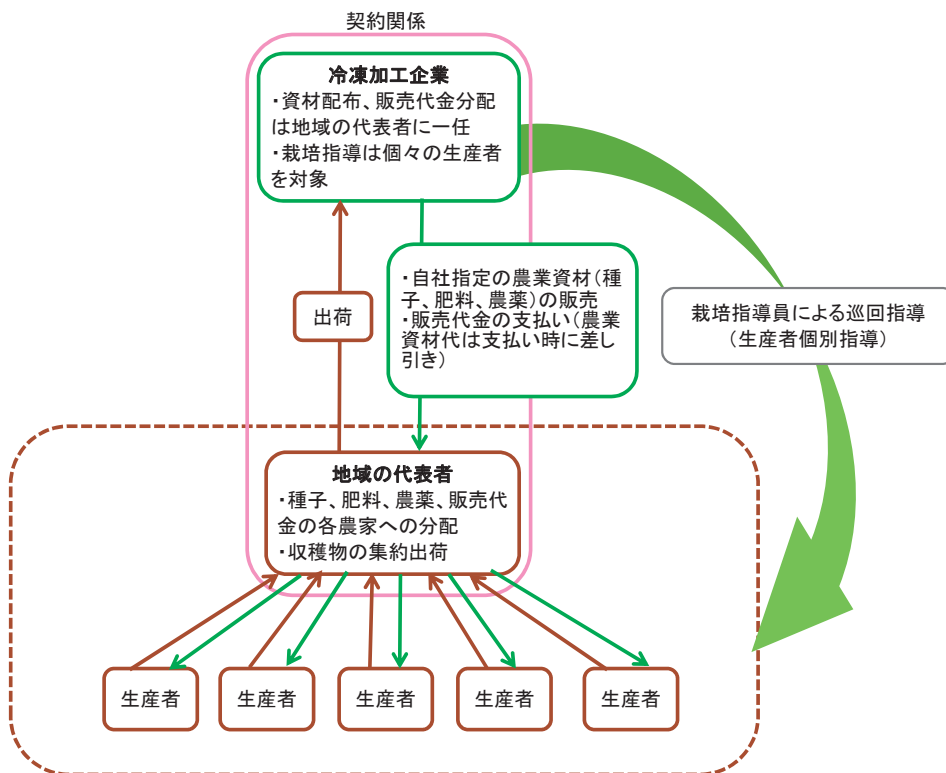 契約関係
冷凍加工企業
・資材配布、販売代金分配
は地域の代表者に一任
・栽培指導は個々の生産者
を対象
・自社指定の農業資材(種
子、肥料、農薬)の販売
・販売代金の支払い(農業
資材代は支払い時に差し
引き)
出荷
栽培指導員による巡回指導
(生産者個別指導)
地域の代表者
・種子、肥料、農薬、販売代
金の各農家への分配
・収穫物の集約出荷
生産者
生産者
生産者
生産者
生産者